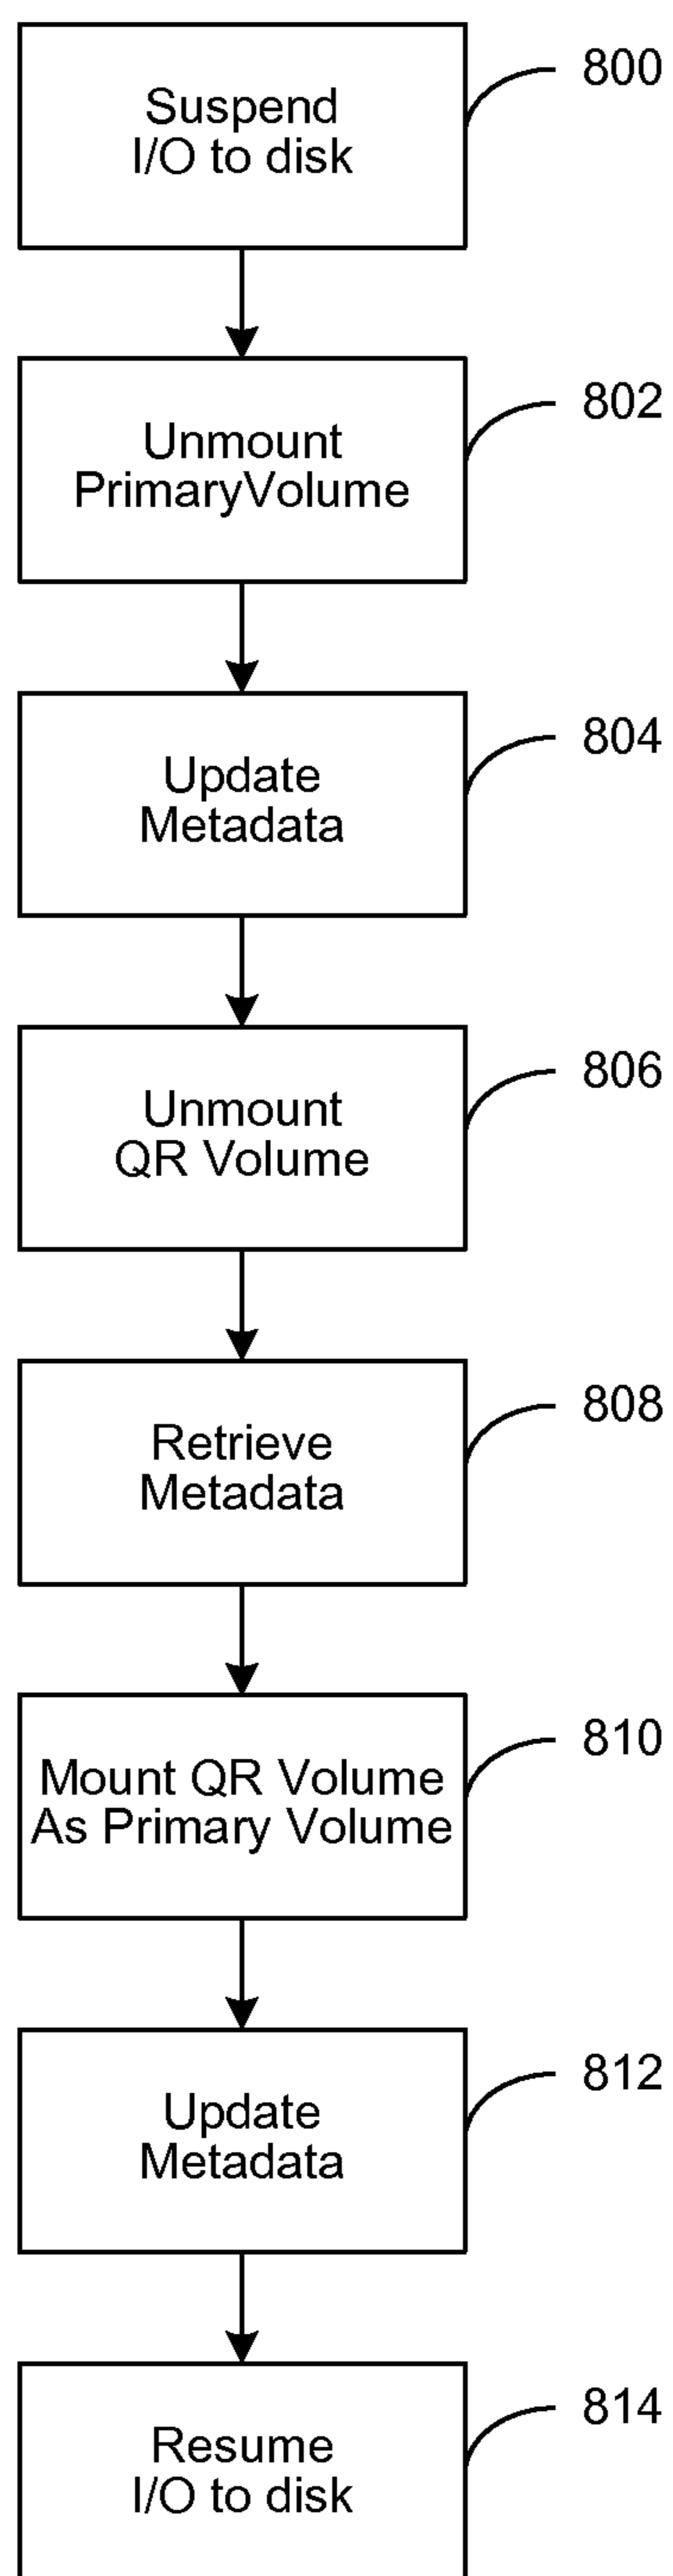 Suspend
I/O to disk
800
Unmount
PrimaryVolume
802
Update
Metadata
804
Unmount
QR Volume
806
Retrieve
Metadata
808
Mount QR Volume
As Primary Volume
810
Update
Metadata
812
Resume
I/O to disk
814